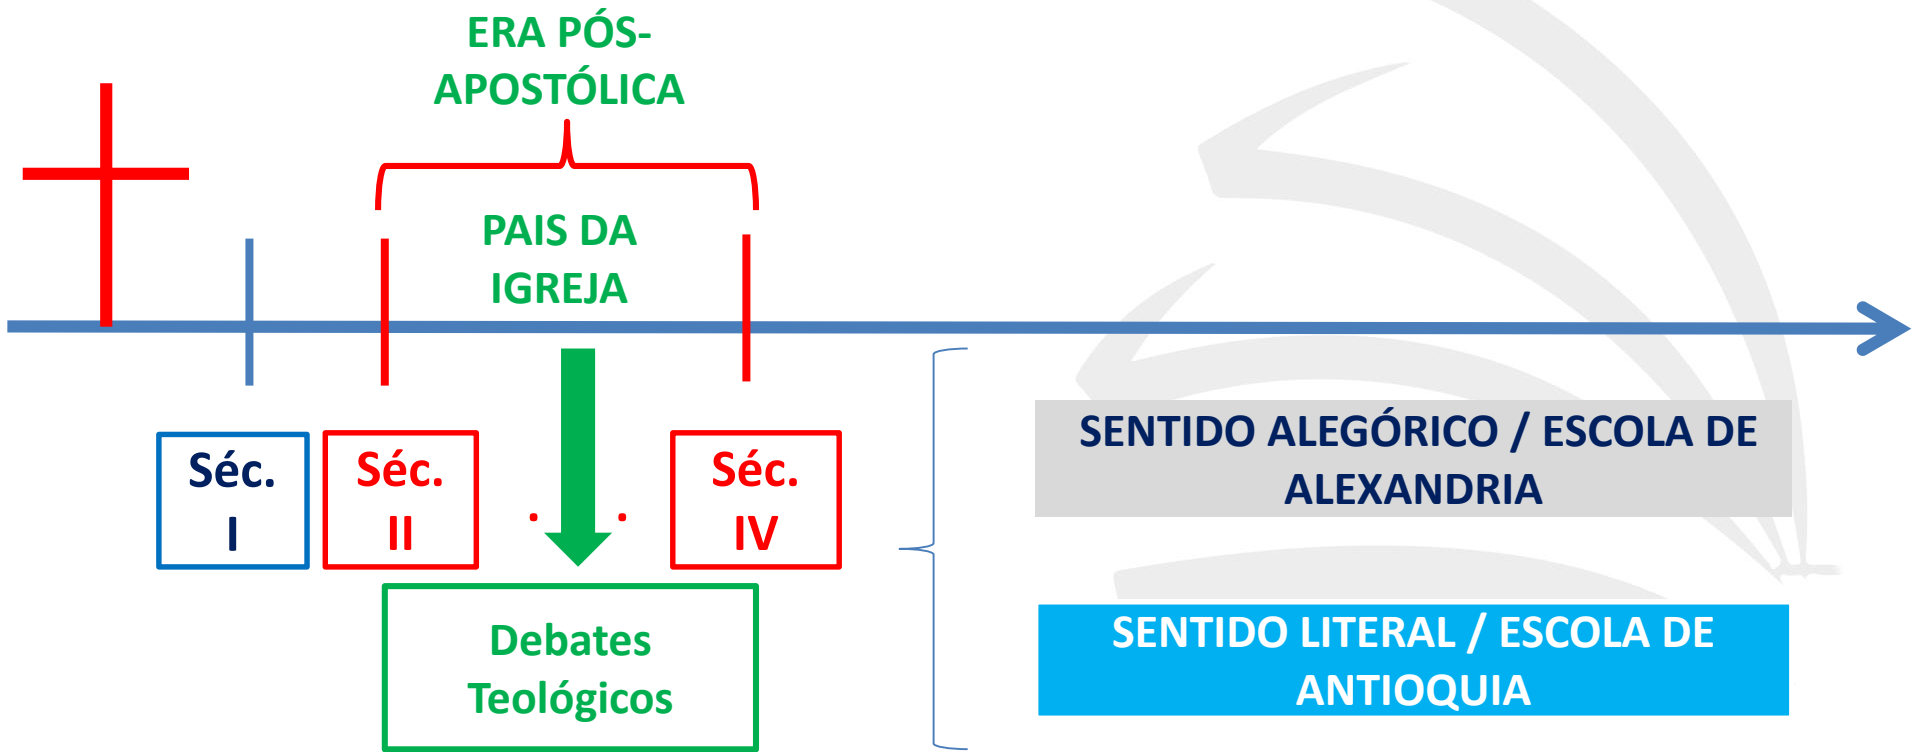 ERA PÓS-
APOSTÓLICA
PAIS DA
IGREJA
Séc.
I
Séc.
II
. .
Séc.
IV
Debates
Teológicos
SENTIDO ALEGÓRICO / ESCOLA DE
ALEXANDRIA
SENTIDO LITERAL / ESCOLA DE
ANTIOQUIA